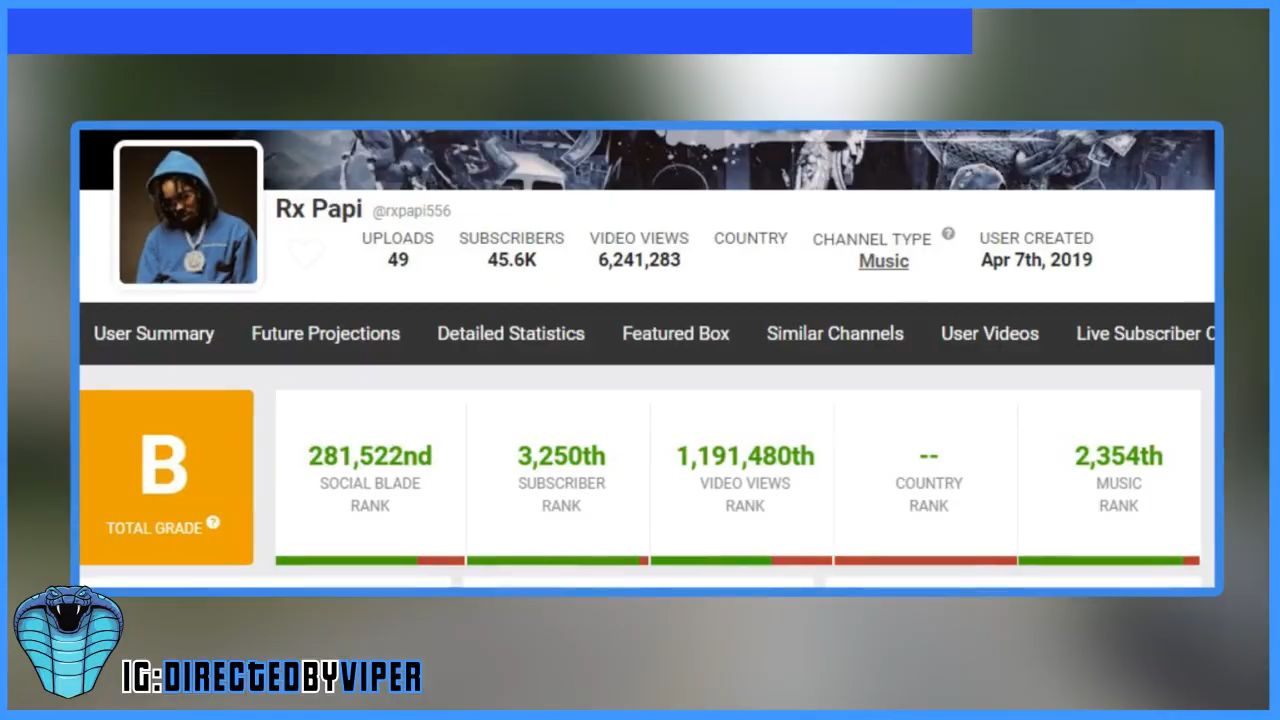 Rx Papi @rxpapi556
UPLOADS SUBSCRIBERS VIDEO VIEWS COUNTRY CHANNEL TYPE ? USER CREATED
49 45.6K 6,241,283 Music Apr 7th, 2019
User Summary Future Projections Detailed Statistics Featured Box Similar Channels User Videos Live Subscriber C
B
TOTAL GRADE ?
281,522nd 3,250th 1,191,480th -- 2,354th
SOCIAL BLADE SUBSCRIBER VIDEO VIEWS COUNTRY MUSIC
RANK RANK RANK RANK RANK
IG:DIRECTEDBYVIPER